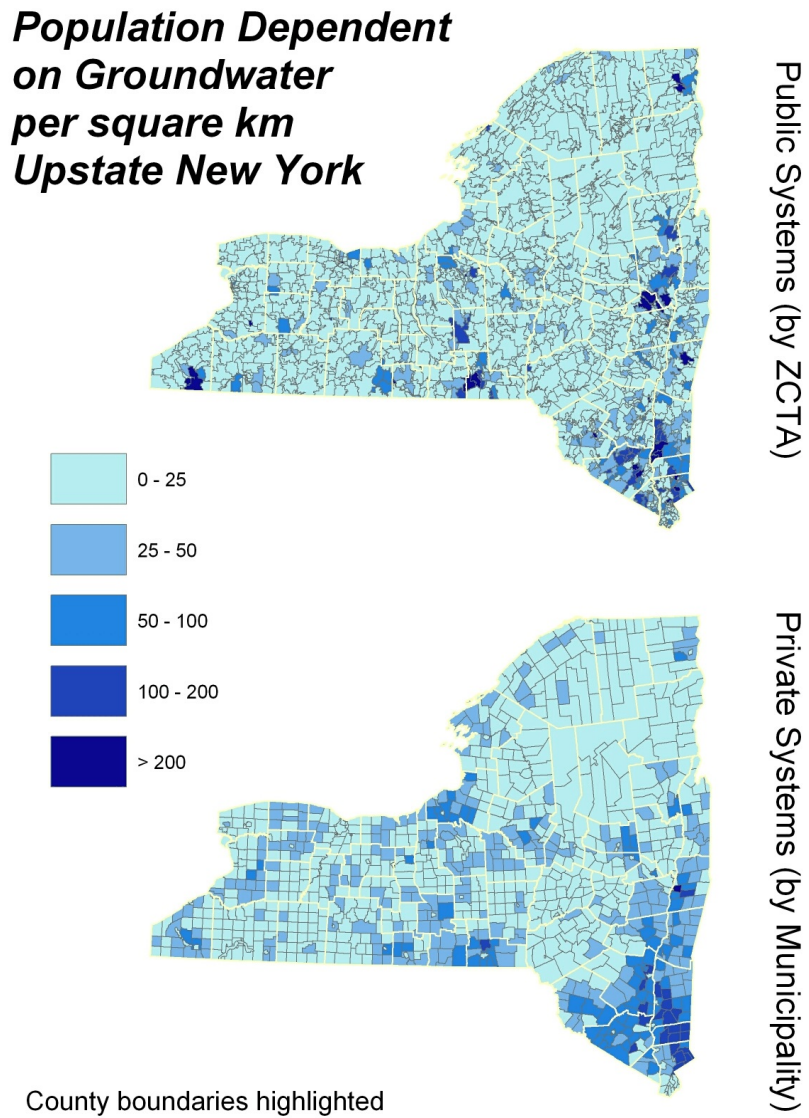 Population Dependent
on Groundwater
per square km
Upstate New York
Public Systems (by ZCTA)
0 - 25
25 - 50
50 - 100
100 - 200
> 200
Private Systems (by Municipality)
County boundaries highlighted